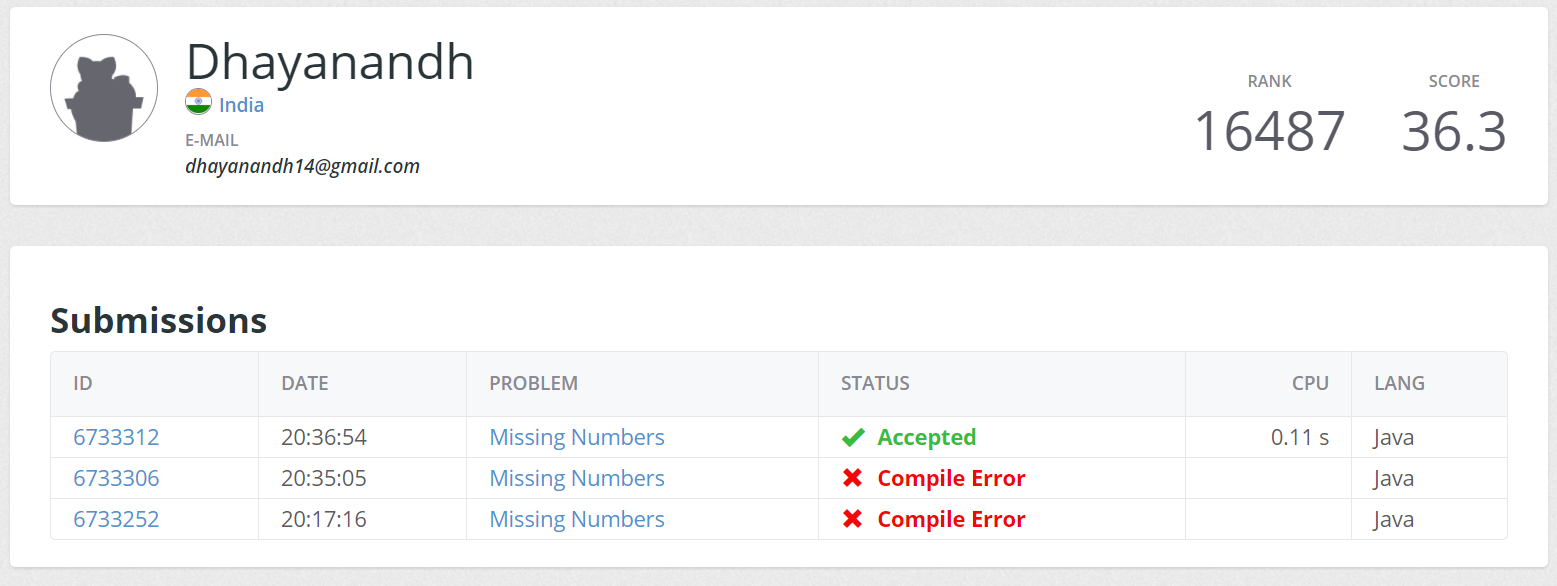 Dhayanandh
India
E-MAIL
dhayanandh14@gmail.com
RANK SCORE
16487 36.3
Submissions
ID DATE PROBLEM STATUS CPU LANG
6733312 20:36:54 Missing Numbers Accepted 0.11 s Java
6733306 20:35:05 Missing Numbers Compile Error Java
6733252 20:17:16 Missing Numbers Compile Error Java